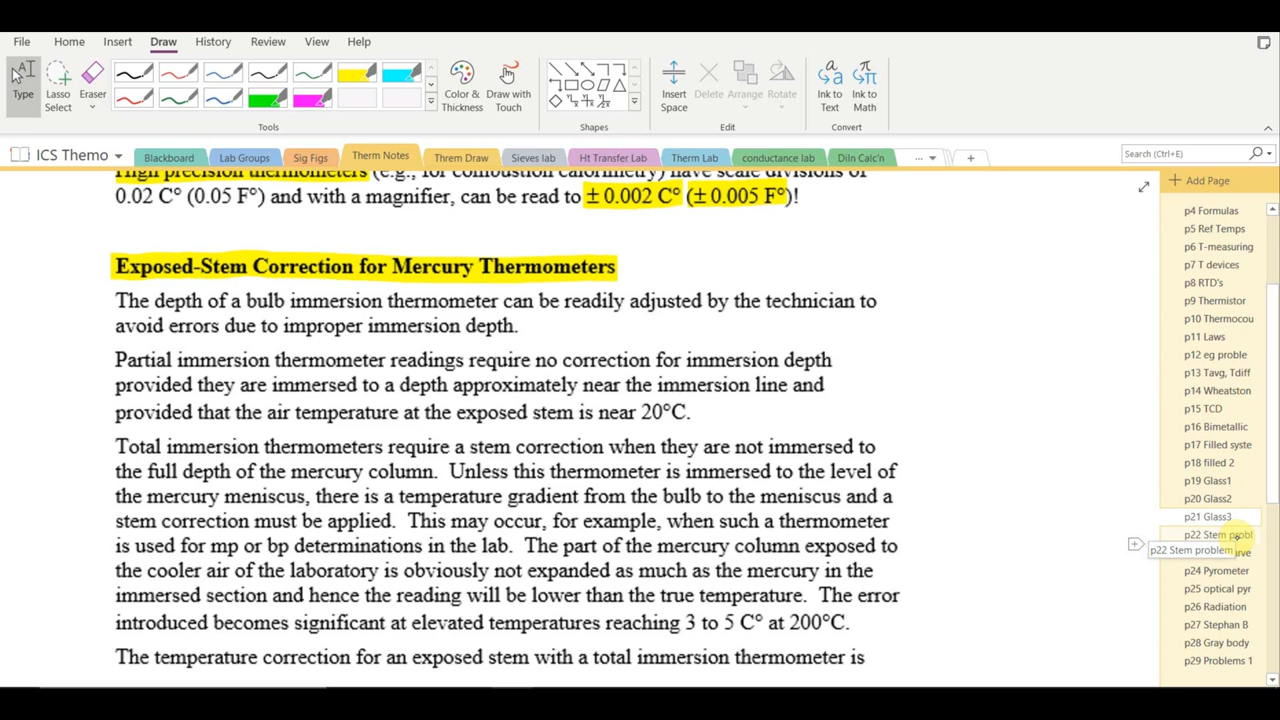 File Home Insert Draw History Review View Help
Type
Lasso Select
Eraser
Color & Thickness
Draw with Touch
Insert Space
Delete
Arrange
Rotate
Ink to Text
Ink to Math
Tools
Shapes
Edit
Convert
ICS Themo
Blackboard
Lab Groups
Sig Figs
Therm Notes
Threm Draw
Sieves lab
Ht Transfer Lab
Therm Lab
conductance lab
Diln Calc'n
...
Search (Ctrl+E)
High precision thermometers (e.g., for combustion calorimetry) have scale divisions of
0.02 C° (0.05 F°) and with a magnifier, can be read to ± 0.002 C° (± 0.005 F°)!
Exposed-Stem Correction for Mercury Thermometers
The depth of a bulb immersion thermometer can be readily adjusted by the technician to
avoid errors due to improper immersion depth.
Partial immersion thermometer readings require no correction for immersion depth
provided they are immersed to a depth approximately near the immersion line and
provided that the air temperature at the exposed stem is near 20°C.
Total immersion thermometers require a stem correction when they are not immersed to
the full depth of the mercury column. Unless this thermometer is immersed to the level of
the mercury meniscus, there is a temperature gradient from the bulb to the meniscus and a
stem correction must be applied. This may occur, for example, when such a thermometer
is used for mp or bp determinations in the lab. The part of the mercury column exposed to
the cooler air of the laboratory is obviously not expanded as much as the mercury in the
immersed section and hence the reading will be lower than the true temperature. The error
introduced becomes significant at elevated temperatures reaching 3 to 5 C° at 200°C.
The temperature correction for an exposed stem with a total immersion thermometer is
Add Page
p4 Formulas
p5 Ref Temps
p6 T-measuring
p7 T devices
p8 RTD's
p9 Thermistor
p10 Thermocou
p11 Laws
p12 eg proble
p13 Tavg, Tdiff
p14 Wheatston
p15 TCD
p16 Bimetallic
p17 Filled syste
p18 filled 2
p19 Glass1
p20 Glass2
p21 Glass3
p22 Stem probl
p22 Stem problem
p24 Pyrometer
p25 optical pyr
p26 Radiation
p27 Stephan B
p28 Gray body
p29 Problems 1